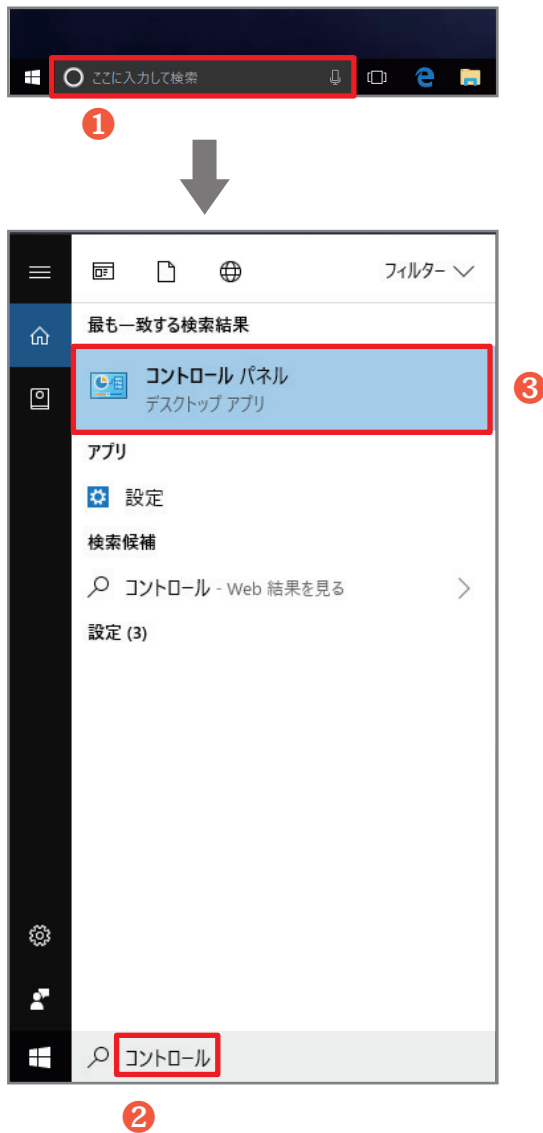 ここに入力して検索
1
フィルター
最も一致する検索結果
コントロール パネル
デスクトップ アプリ
3
アプリ
設定
検索候補
コントロール - Web 結果を見る
設定 (3)
コントロール
2